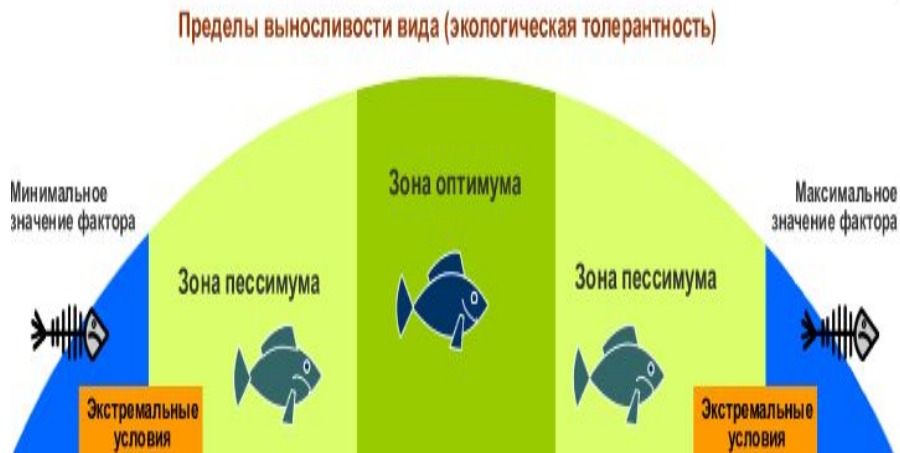 Пределы выносливости вида (экологическая толерантность)
Минимальное
значение фактора
Зона оптимума
Максимальное
значение фактора
Зона пессимума
Зона пессимума
Экстремальные
условия
Экстремальные
условия